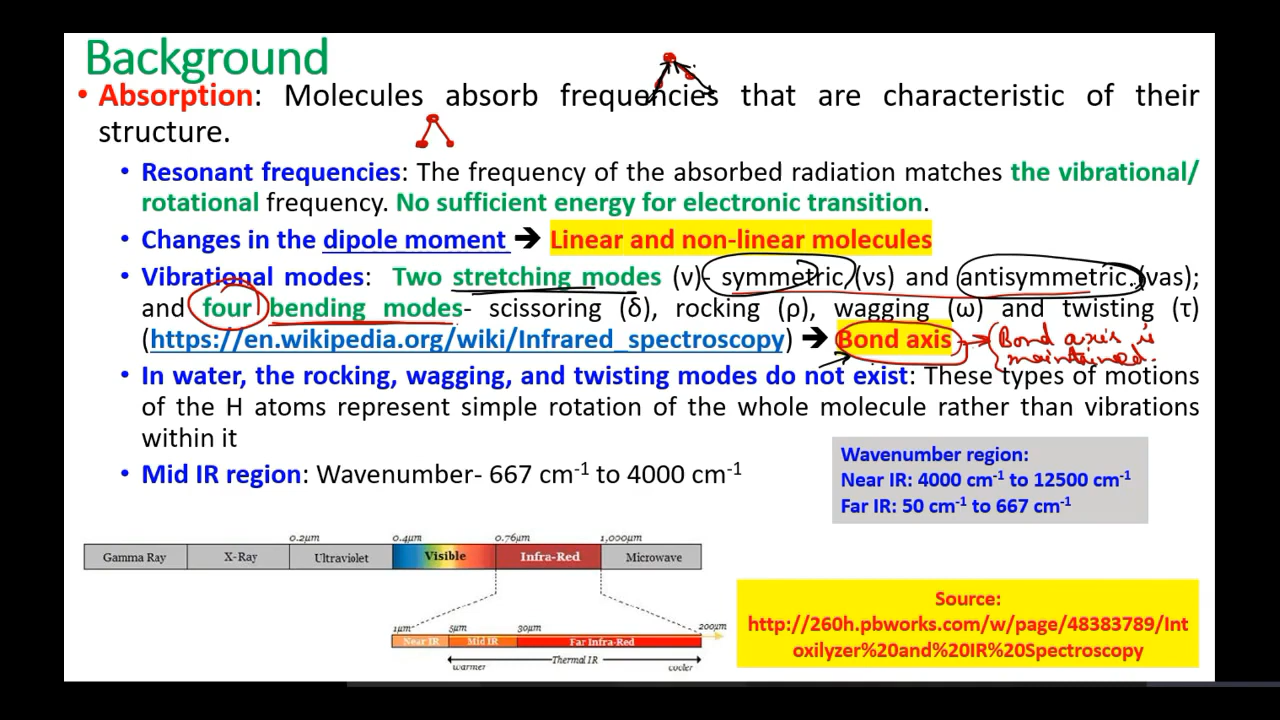 Background
• Absorption: Molecules absorb frequencies that are characteristic of their
structure.
• Resonant frequencies: The frequency of the absorbed radiation matches the vibrational/
rotational frequency. No sufficient energy for electronic transition.
• Changes in the dipole moment ➔ Linear and non-linear molecules
• Vibrational modes: Two stretching modes (ν)- symmetric (νs) and antisymmetric (νas);
and four bending modes- scissoring (δ), rocking (ρ), wagging (ω) and twisting (τ)
(https://en.wikipedia.org/wiki/Infrared_spectroscopy) ➔ Bond axis → Bond axis is
maintained.
• In water, the rocking, wagging, and twisting modes do not exist: These types of motions
of the H atoms represent simple rotation of the whole molecule rather than vibrations
within it
• Mid IR region: Wavenumber- 667 cm⁻¹ to 4000 cm⁻¹
Wavenumber region:
Near IR: 4000 cm⁻¹ to 12500 cm⁻¹
Far IR: 50 cm⁻¹ to 667 cm⁻¹
0.2µm 0.4µm 0.76µm 1,000µm
Gamma Ray X-Ray Ultraviolet Visible Infra-Red Microwave
1µm 5µm 30µm 200µm
Near IR Mid IR Far Infra-Red
Thermal IR
warmer cooler
Source:
http://260h.pbworks.com/w/page/48383789/Int
oxilyzer%20and%20IR%20Spectroscopy